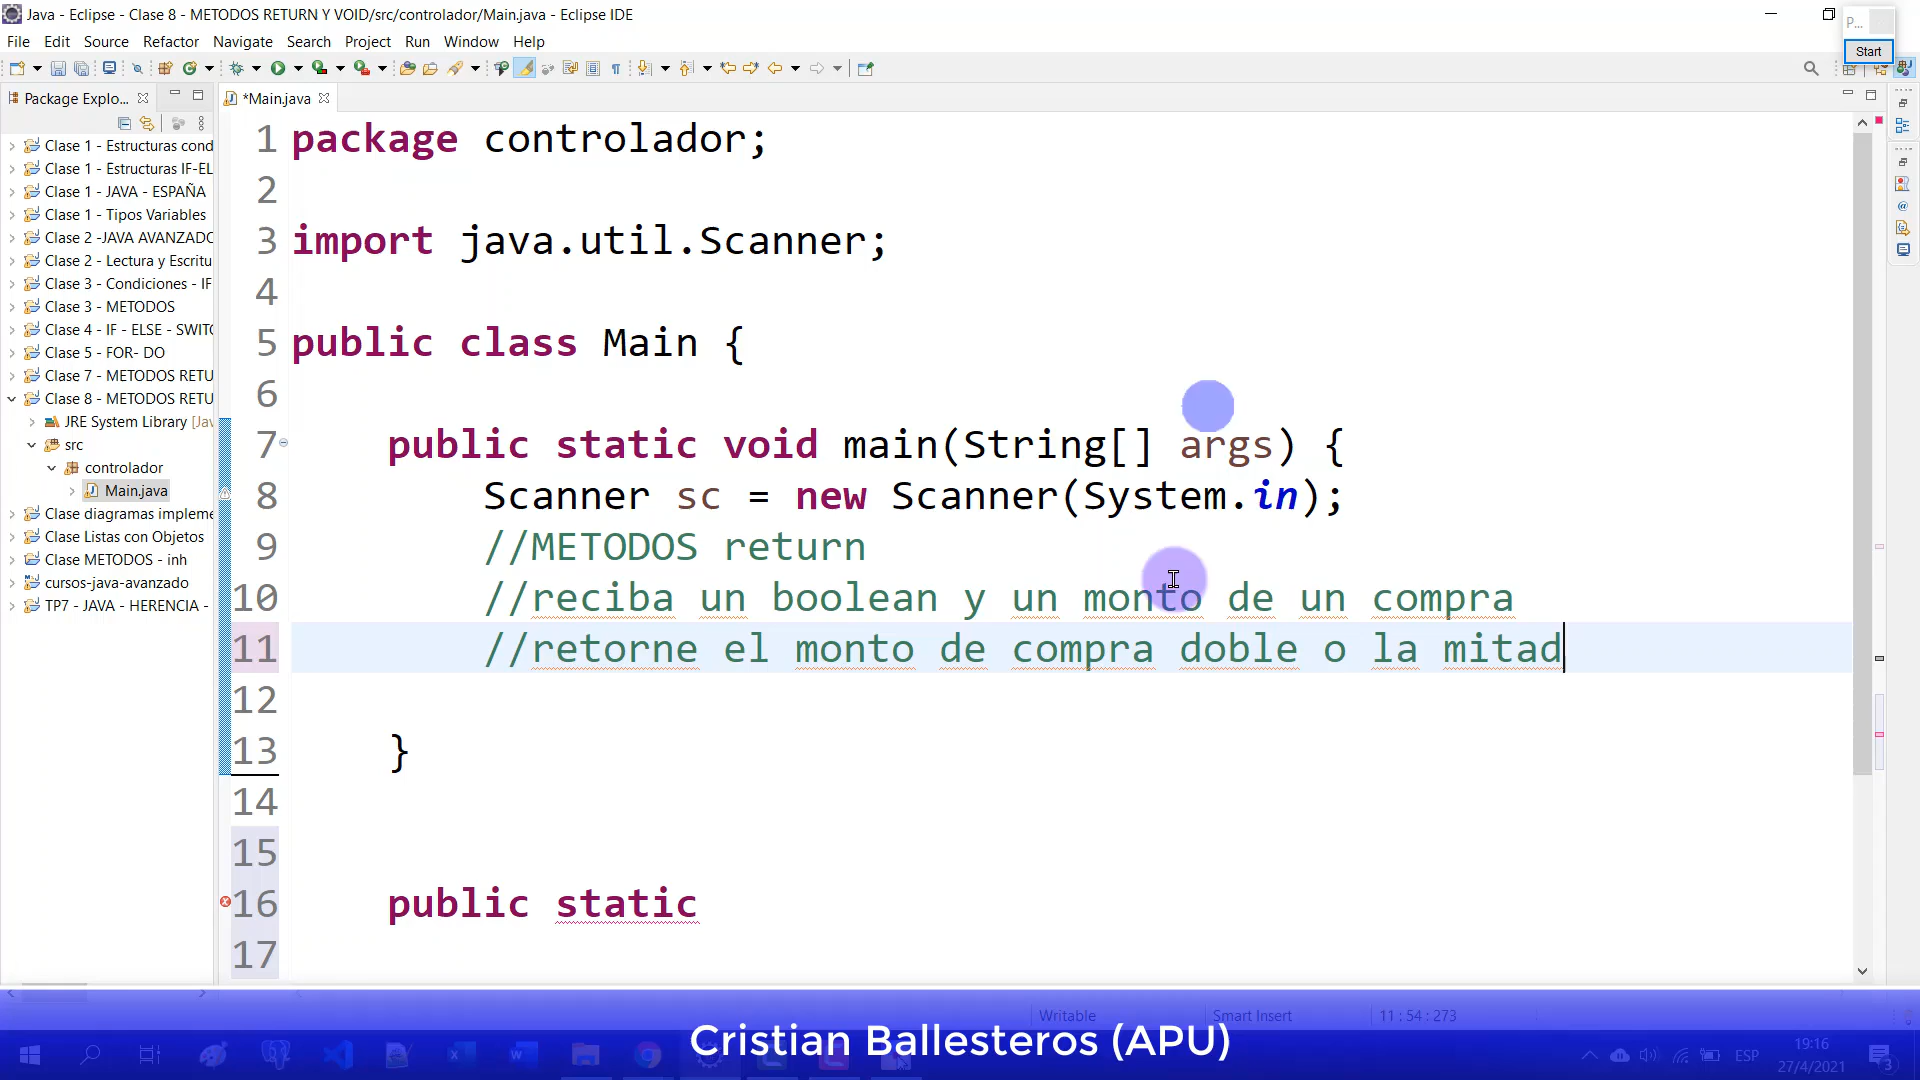 Java - Eclipse - Clase 8 - METODOS RETURN Y VOID/src/controlador/Main.java - Eclipse IDE
P...
Start
File Edit Source Refactor Navigate Search Project Run Window Help
Package Explo...
*Main.java
Clase 1 - Estructuras cond
Clase 1 - Estructuras IF-EL
Clase 1 - JAVA - ESPAÑA
Clase 1 - Tipos Variables
Clase 2 -JAVA AVANZADO
Clase 2 - Lectura y Escritu
Clase 3 - Condiciones - IF
Clase 3 - METODOS
Clase 4 - IF - ELSE - SWITC
Clase 5 - FOR- DO
Clase 7 - METODOS RETU
Clase 8 - METODOS RETU
JRE System Library [Jav
src
controlador
Main.java
Clase diagramas impleme
Clase Listas con Objetos
Clase METODOS - inh
cursos-java-avanzado
TP7 - JAVA - HERENCIA -
1 package controlador;
2
3 import java.util.Scanner;
4
5 public class Main {
6
7 public static void main(String[] args) {
8 Scanner sc = new Scanner(System.in);
9 //METODOS return
10 //reciba un boolean y un monto de un compra
11 //retorne el monto de compra doble o la mitad
12
13 }
14
15
16 public static
17
Writable Smart Insert 11 : 54 : 273
Cristian Ballesteros (APU)
ESP
19:16
27/4/2021
3